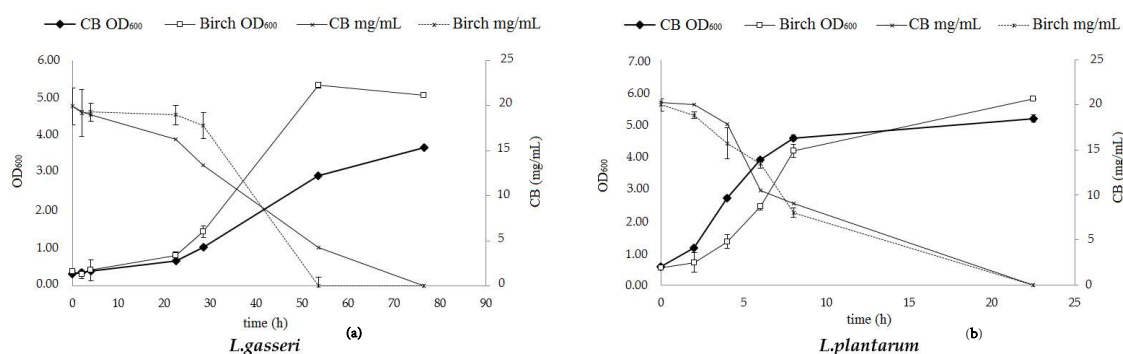 CB OD₆₀₀ Birch OD₆₀₀ CB mg/mL Birch mg/mL
6.00
5.00
4.00
3.00
2.00
1.00
0.00
OD₆₀₀
25
20
15
10
5
0
CB (mg/mL)
0 10 20 30 40 50 60 70 80 90
time (h) (a)
L.gasseri
CB OD₆₀₀ Birch OD₆₀₀ CB mg/mL Birch mg/mL
7.00
6.00
5.00
4.00
3.00
2.00
1.00
0.00
OD₆₀₀
25
20
15
10
5
0
CB (mg/mL)
0 5 10 15 20 25
time (h) (b)
L.plantarum